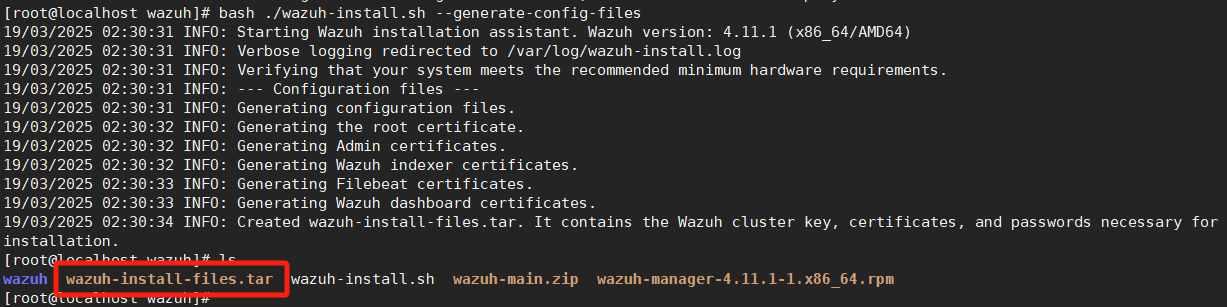 [root@localhost wazuh]# bash ./wazuh-install.sh --generate-config-files
19/03/2025 02:30:31 INFO: Starting Wazuh installation assistant. Wazuh version: 4.11.1 (x86_64/AMD64)
19/03/2025 02:30:31 INFO: Verbose logging redirected to /var/log/wazuh-install.log
19/03/2025 02:30:31 INFO: Verifying that your system meets the recommended minimum hardware requirements.
19/03/2025 02:30:31 INFO: --- Configuration files ---
19/03/2025 02:30:31 INFO: Generating configuration files.
19/03/2025 02:30:32 INFO: Generating the root certificate.
19/03/2025 02:30:32 INFO: Generating Admin certificates.
19/03/2025 02:30:32 INFO: Generating Wazuh indexer certificates.
19/03/2025 02:30:33 INFO: Generating Filebeat certificates.
19/03/2025 02:30:33 INFO: Generating Wazuh dashboard certificates.
19/03/2025 02:30:34 INFO: Created wazuh-install-files.tar. It contains the Wazuh cluster key, certificates, and passwords necessary for
installation.
[root@localhost wazuh]# ls
wazuh wazuh-install-files.tar wazuh-install.sh wazuh-main.zip wazuh-manager-4.11.1-1.x86_64.rpm
[root@localhost wazuh]#